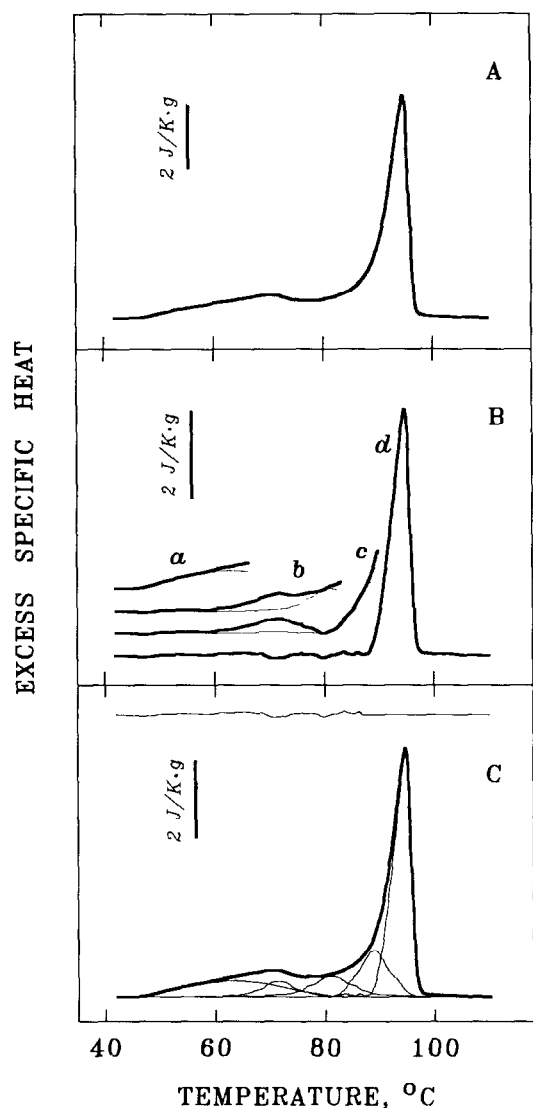 A
2 J/K·g
B
2 J/K·g
d
a
b
c
C
2 J/K·g
EXCESS SPECIFIC HEAT
40 60 80 100
TEMPERATURE, °C